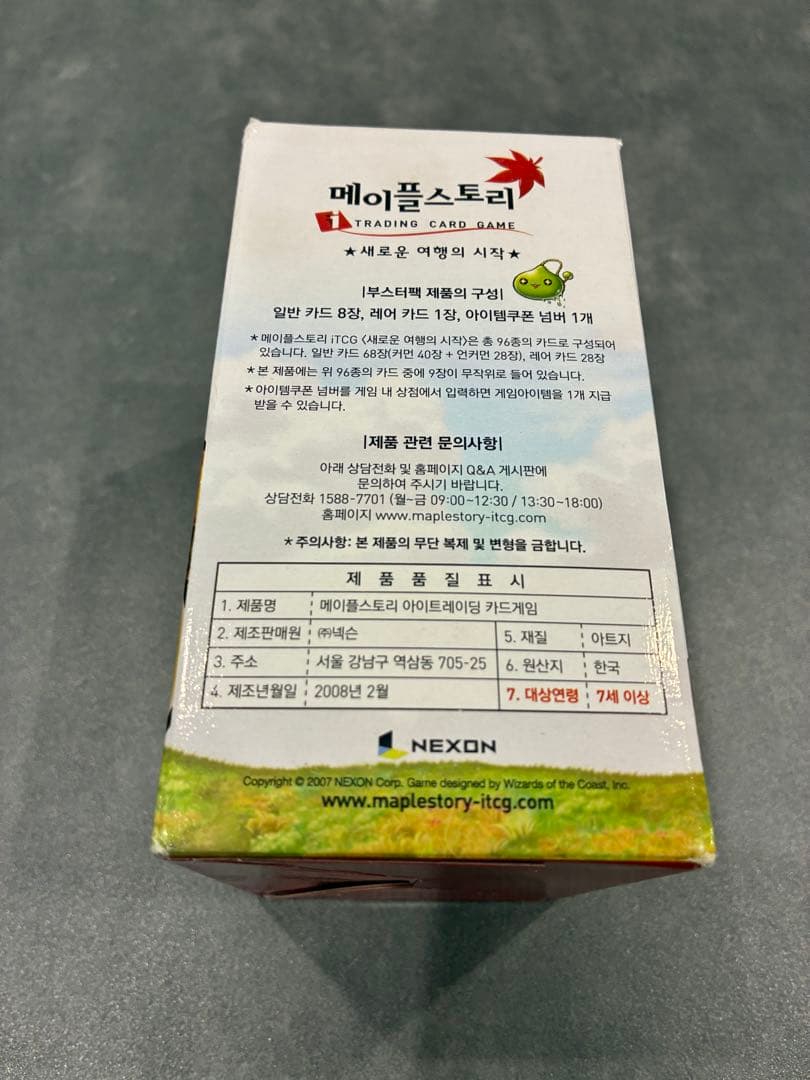 메이플스토리
i TRADING CARD GAME
★새로운 여행의 시작★
|부스터팩 제품의 구성|
일반 카드 8장, 레어 카드 1장, 아이템쿠폰 넘버 1개
★메이플스토리 iTCG <새로운 여행의 시작>은 총 96종의 카드로 구성되어
있습니다. 일반 카드 68장(커먼 40장 + 언커먼 28장), 레어 카드 28장
★본 제품에는 위 96종의 카드 중에 9장이 무작위로 들어 있습니다.
★아이템쿠폰 넘버를 게임 내 상점에서 입력하면 게임아이템을 1개 지급
받을 수 있습니다.
|제품 관련 문의사항|
아래 상담전화 및 홈페이지 Q&A 게시판에
문의하여 주시기 바랍니다.
상담전화 1588-7701 (월~금 09:00~12:30 / 13:30~18:00)
홈페이지 www.maplestory-itcg.com
★주의사항: 본 제품의 무단 복제 및 변형을 금합니다.
제 품 품 질 표 시
1. 제품명 메이플스토리 아이트레이딩 카드게임
2. 제조판매원 ㈜넥슨 5. 재질 아트지
3. 주소 서울 강남구 역삼동 705-25 6. 원산지 한국
4. 제조년월일 2008년 2월 7. 대상연령 7세 이상
NEXON
Copyright © 2007 NEXON Corp. Game designed by Wizards of the Coast, Inc.
www.maplestory-itcg.com